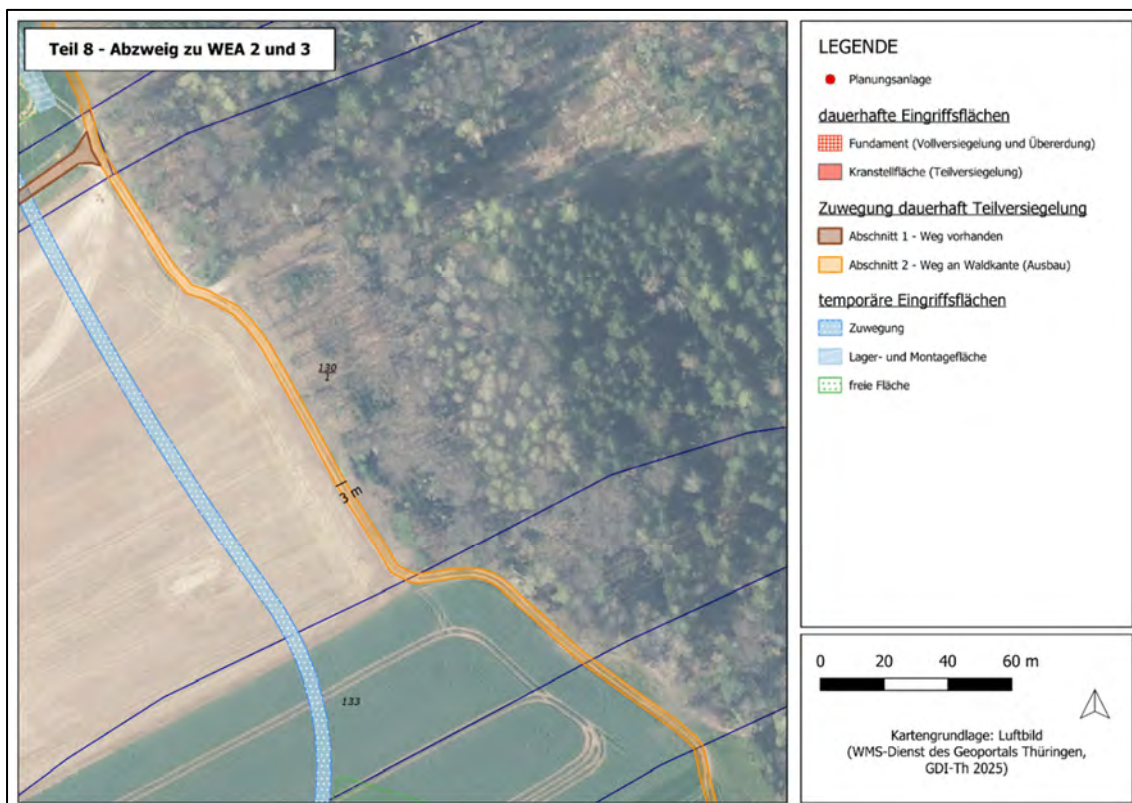 Teil 8 - Abzweig zu WEA 2 und 3
130
1
3 m
133
LEGENDE
Planungsanlage
dauerhafte Eingriffsflächen
Fundament (Vollversiegelung und Übererdung)
Kranstellfläche (Teilversiegelung)
Zuwegung dauerhaft Teilversiegelung
Abschnitt 1 - Weg vorhanden
Abschnitt 2 - Weg an Waldkante (Ausbau)
temporäre Eingriffsflächen
Zuwegung
Lager- und Montagefläche
freie Fläche
0 20 40 60 m
Kartengrundlage: Luftbild
(WMS-Dienst des Geoportals Thüringen,
GDI-Th 2025)